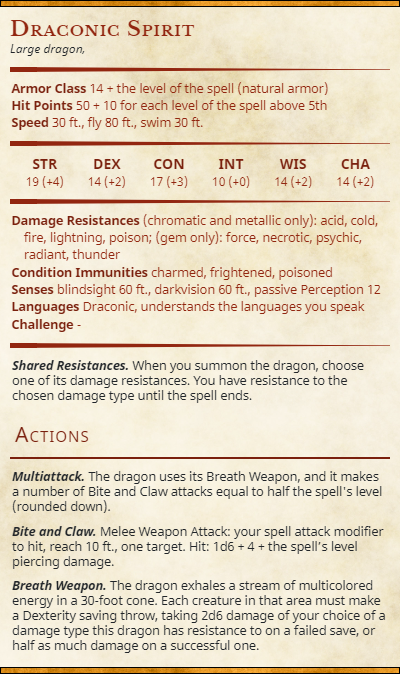 Draconic Spirit
Large dragon,
Armor Class 14 + the level of the spell (natural armor)
Hit Points 50 + 10 for each level of the spell above 5th
Speed 30 ft., fly 80 ft., swim 30 ft.
STR DEX CON INT WIS CHA
19 (+4) 14 (+2) 17 (+3) 10 (+0) 14 (+2) 14 (+2)
Damage Resistances (chromatic and metallic only): acid, cold,
fire, lightning, poison; (gem only): force, necrotic, psychic,
radiant, thunder
Condition Immunities charmed, frightened, poisoned
Senses blindsight 60 ft., darkvision 60 ft., passive Perception 12
Languages Draconic, understands the languages you speak
Challenge -
Shared Resistances. When you summon the dragon, choose
one of its damage resistances. You have resistance to the
chosen damage type until the spell ends.
Actions
Multiattack. The dragon uses its Breath Weapon, and it makes
a number of Bite and Claw attacks equal to half the spell's level
(rounded down).
Bite and Claw. Melee Weapon Attack: your spell attack modifier
to hit, reach 10 ft., one target. Hit: 1d6 + 4 + the spell's level
piercing damage.
Breath Weapon. The dragon exhales a stream of multicolored
energy in a 30-foot cone. Each creature in that area must make
a Dexterity saving throw, taking 2d6 damage of your choice of a
damage type this dragon has resistance to on a failed save, or
half as much damage on a successful one.